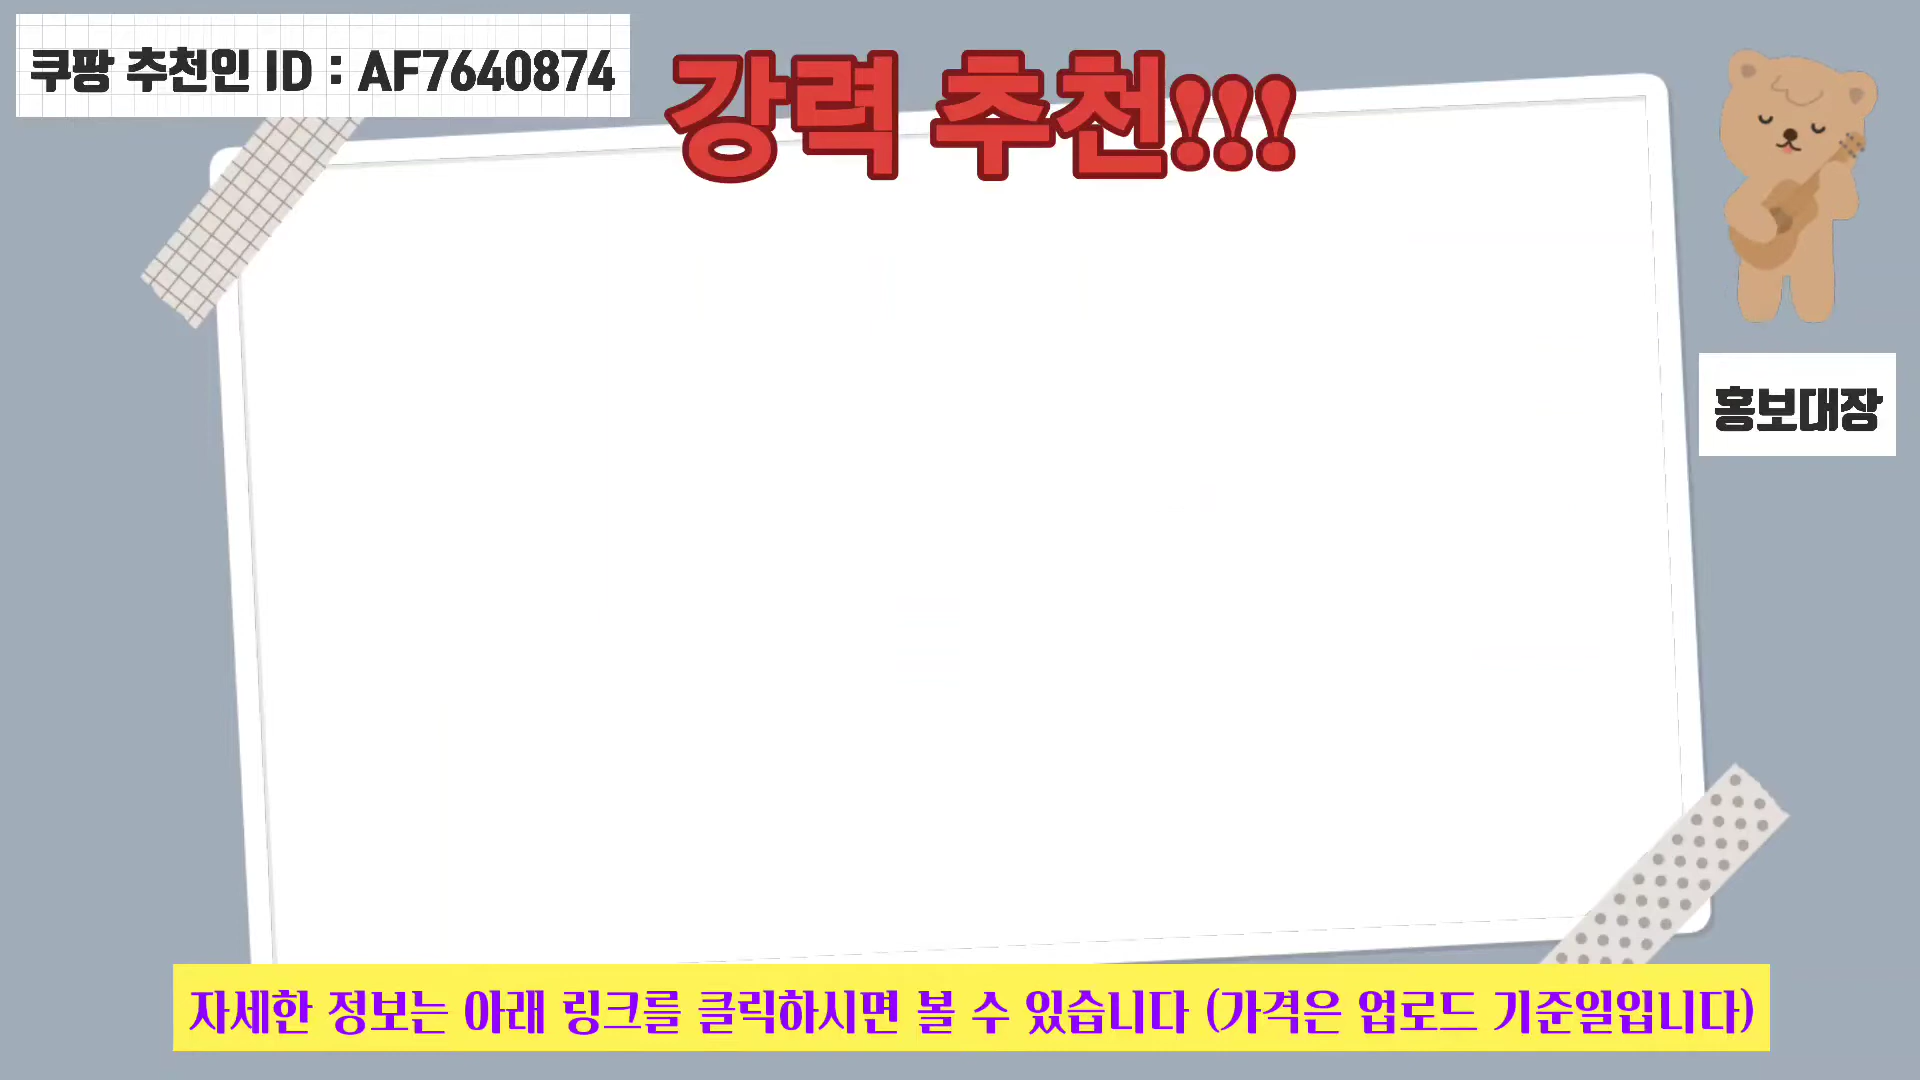 쿠팡 추천인 ID : AF7640874
강력 추천!!!
홍보대장
자세한 정보는 아래 링크를 클릭하시면 볼 수 있습니다 (가격은 업로드 기준일입니다)